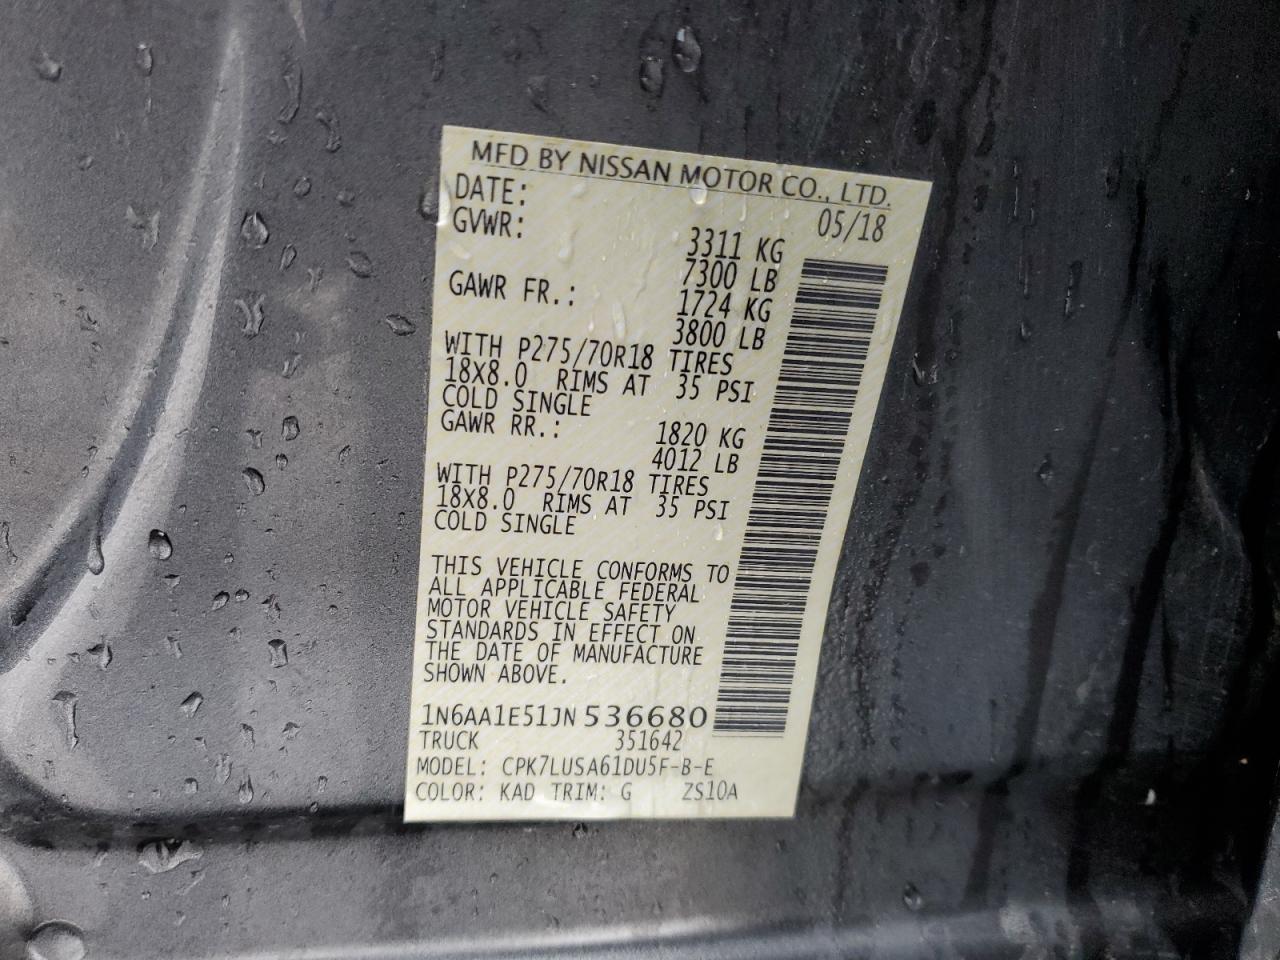 MFD BY NISSAN MOTOR CO., LTD.
DATE: 05/18
GVWR: 3311 KG
7300 LB
GAWR FR.: 1724 KG
3800 LB
WITH P275/70R18 TIRES
18X8.0 RIMS AT 35 PSI
COLD SINGLE
GAWR RR.: 1820 KG
4012 LB
WITH P275/70R18 TIRES
18X8.0 RIMS AT 35 PSI
COLD SINGLE
THIS VEHICLE CONFORMS TO
ALL APPLICABLE FEDERAL
MOTOR VEHICLE SAFETY
STANDARDS IN EFFECT ON
THE DATE OF MANUFACTURE
SHOWN ABOVE.
1N6AA1E51JN536680
TRUCK 351642
MODEL: CPK7LUSA61DU5F-B-E
COLOR: KAD TRIM: G ZS10A